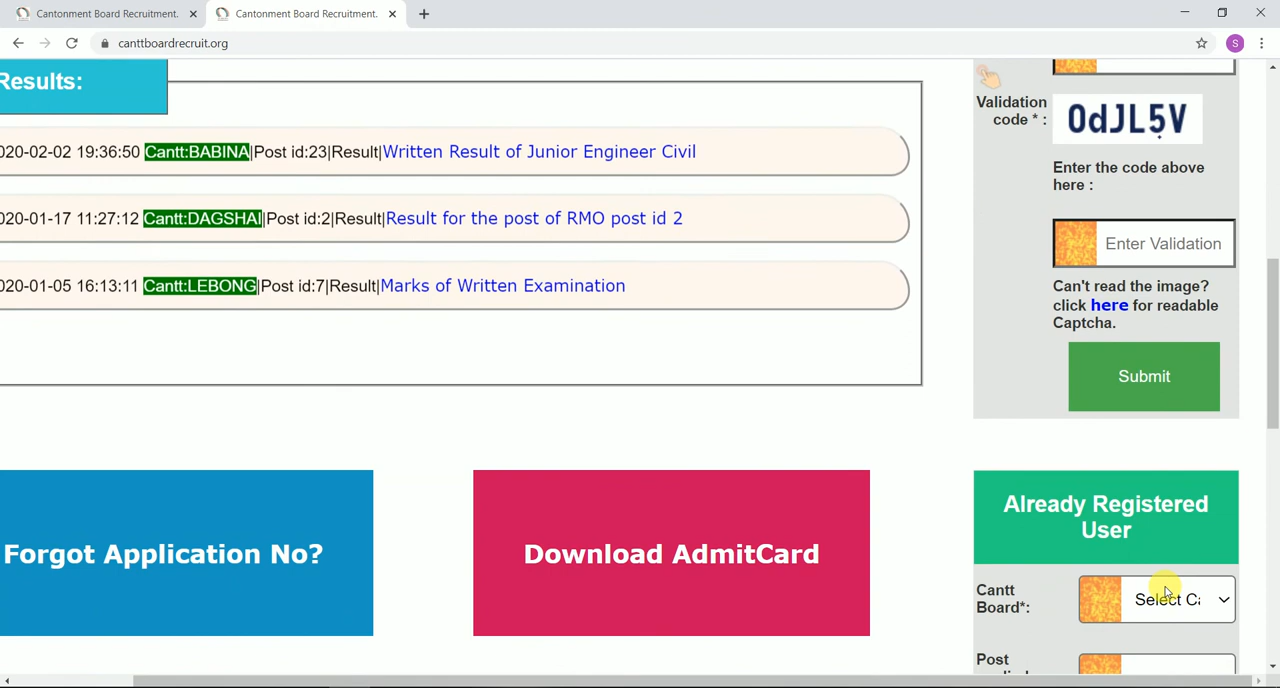 Cantonment Board Recruitment.
Cantonment Board Recruitment.
canttboardrecruit.org
S
Results:
020-02-02 19:36:50 Cantt:BABINA|Post id:23|Result|Written Result of Junior Engineer Civil
020-01-17 11:27:12 Cantt:DAGSHAI|Post id:2|Result|Result for the post of RMO post id 2
020-01-05 16:13:11 Cantt:LEBONG|Post id:7|Result|Marks of Written Examination
Forgot Application No?
Download AdmitCard
Validation
code * :
0dJL5V
Enter the code above
here :
Enter Validation
Can't read the image?
click here for readable
Captcha.
Submit
Already Registered
User
Cantt
Board*:
Select Ca
Post